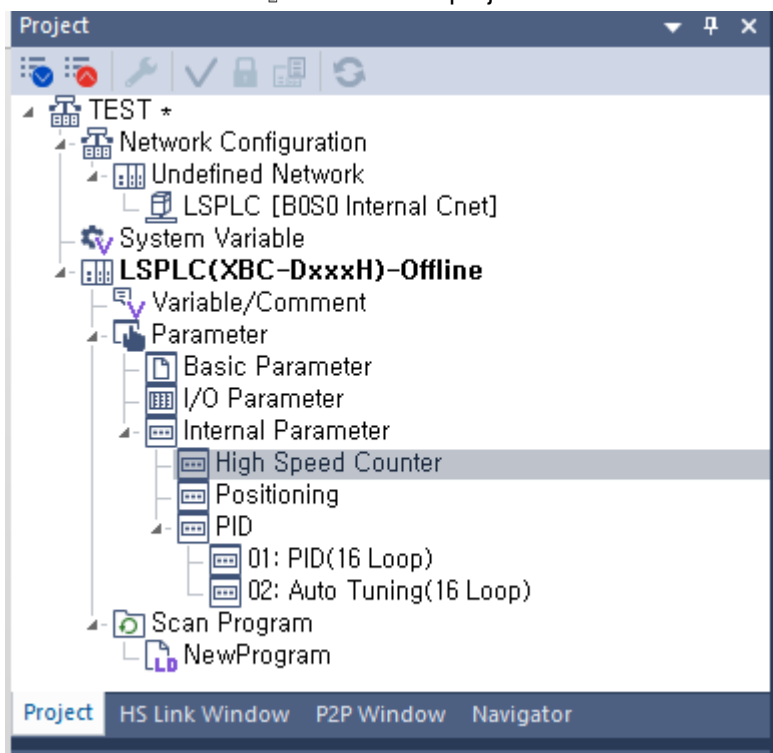 Project
TEST *
Network Configuration
Undefined Network
LSPLC [B0S0 Internal Cnet]
System Variable
LSPLC(XBC-DxxxH)-Offline
Variable/Comment
Parameter
Basic Parameter
I/O Parameter
Internal Parameter
High Speed Counter
Positioning
PID
01: PID(16 Loop)
02: Auto Tuning(16 Loop)
Scan Program
NewProgram
Project HS Link Window P2P Window Navigator